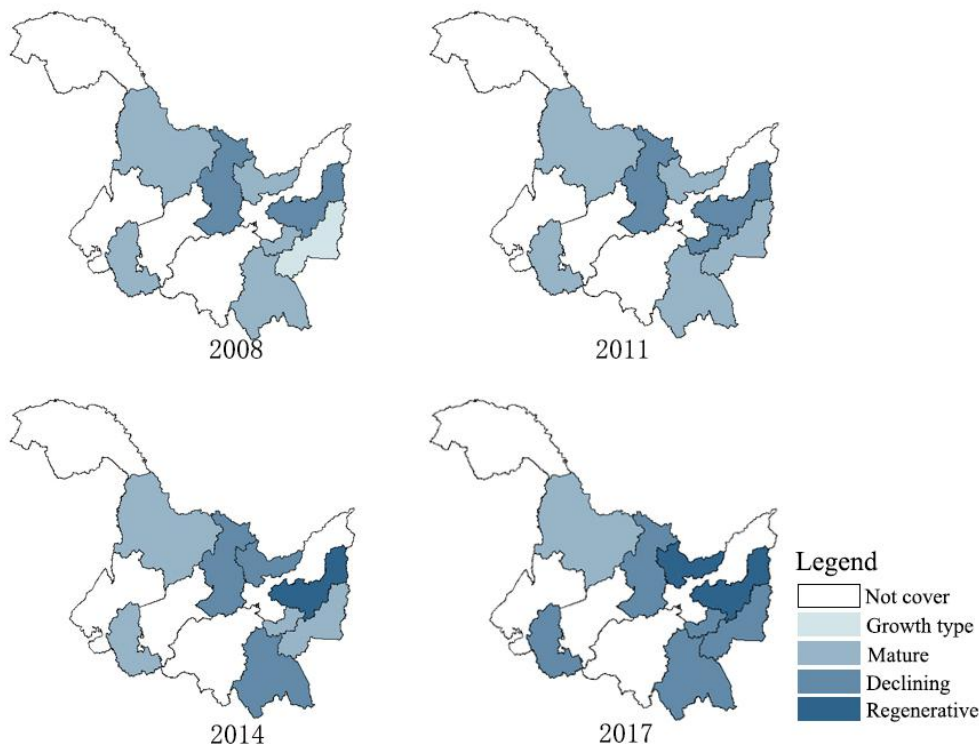 2008
2011
2014
2017
Legend
Not cover
Growth type
Mature
Declining
Regenerative